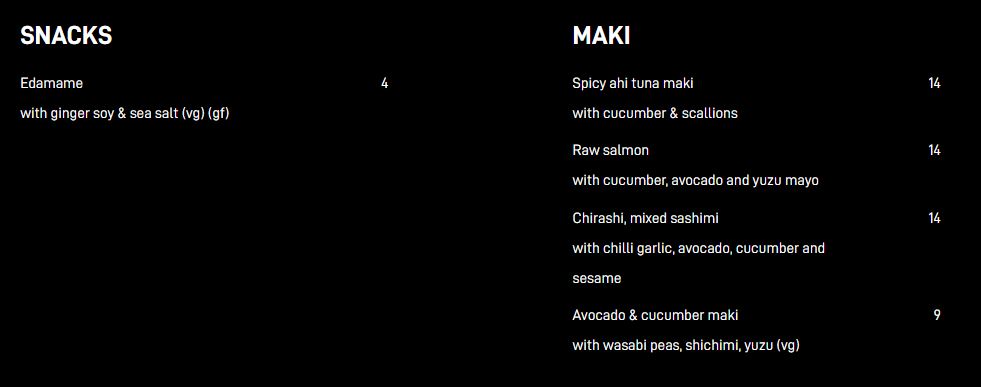 SNACKS
Edamame 4
with ginger soy & sea salt (vg) (gf)
MAKI
Spicy ahi tuna maki 14
with cucumber & scallions
Raw salmon 14
with cucumber, avocado and yuzu mayo
Chirashi, mixed sashimi 14
with chilli garlic, avocado, cucumber and
sesame
Avocado & cucumber maki 9
with wasabi peas, shichimi, yuzu (vg)